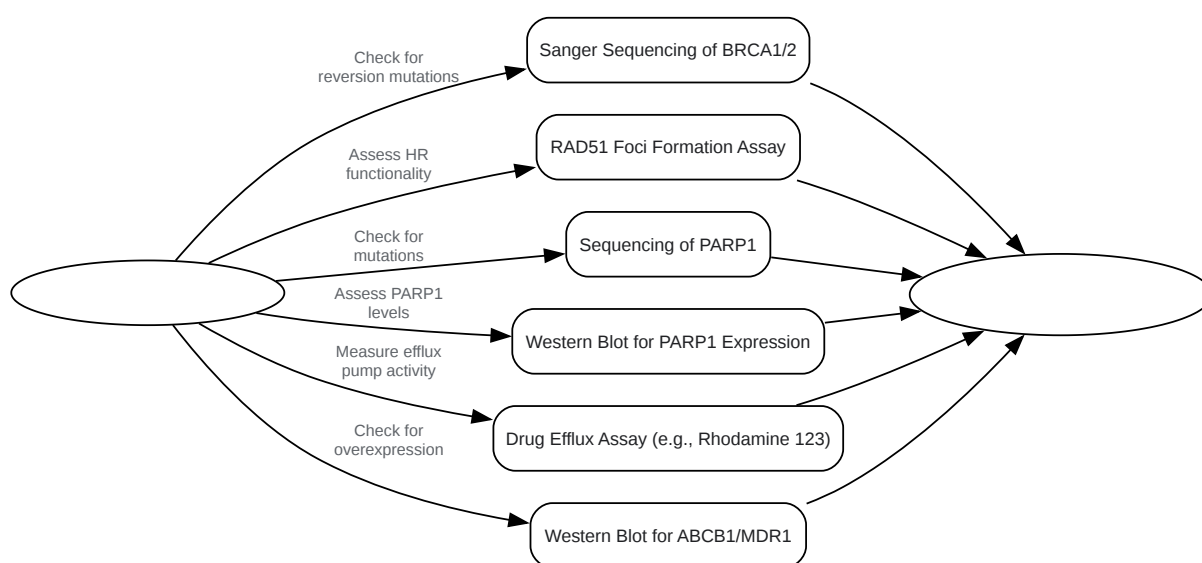 Sanger Sequencing of BRCA1/2
Check for
reversion mutations
RAD51 Foci Formation Assay
Assess HR
functionality
Sequencing of PARP1
Check for
mutations
Assess PARP1
levels
Western Blot for PARP1 Expression
Measure efflux
pump activity
Drug Efflux Assay (e.g., Rhodamine 123)
Check for
overexpression
Western Blot for ABCB1/MDR1